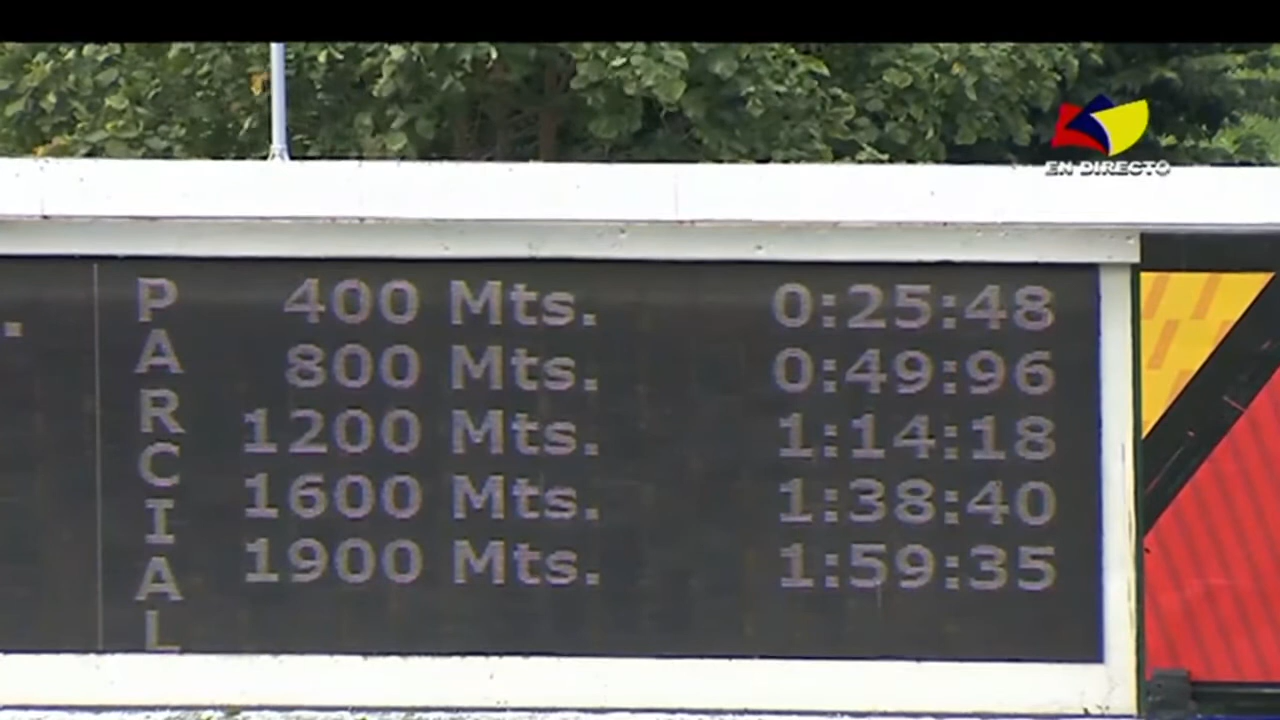 EN DIRECTO
PARCIAL
400 Mts. 0:25:48
800 Mts. 0:49:96
1200 Mts. 1:14:18
1600 Mts. 1:38:40
1900 Mts. 1:59:35